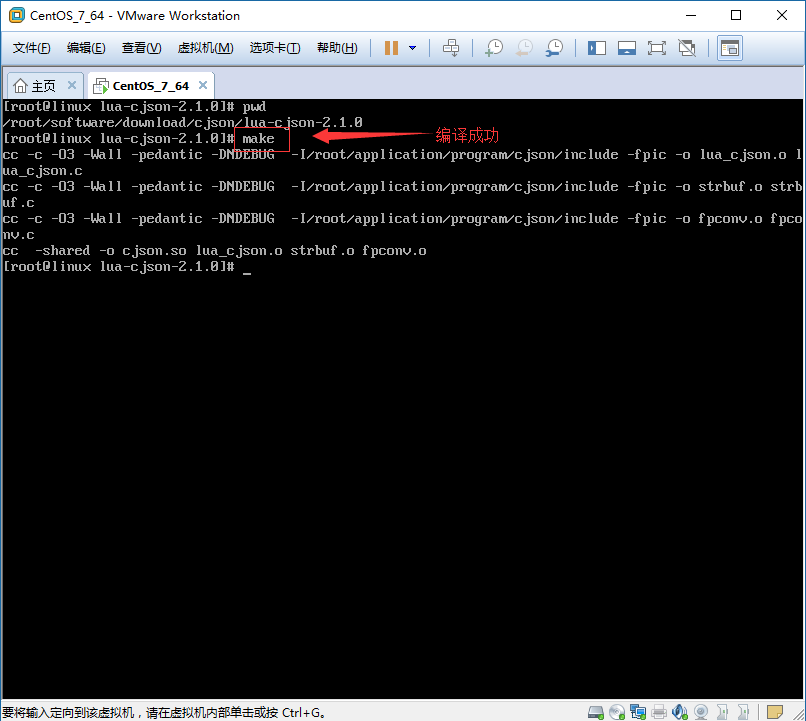 CentOS_7_64 - VMware Workstation
文件(F) 编辑(E) 查看(V) 虚拟机(M) 选项卡(T) 帮助(H)
主页 CentOS_7_64
[root@linux lua-cjson-2.1.0]# pwd
/root/software/download/cjson/lua-cjson-2.1.0
[root@linux lua-cjson-2.1.0]# make 编译成功
cc -c -O3 -Wall -pedantic -DNDEBUG  -I/root/application/program/cjson/include -fpic -o lua_cjson.o l
ua_cjson.c
cc -c -O3 -Wall -pedantic -DNDEBUG  -I/root/application/program/cjson/include -fpic -o strbuf.o strb
uf.c
cc -c -O3 -Wall -pedantic -DNDEBUG  -I/root/application/program/cjson/include -fpic -o fpconv.o fpco
nv.c
cc  -shared -o cjson.so lua_cjson.o strbuf.o fpconv.o
[root@linux lua-cjson-2.1.0]# _
要将输入定向到该虚拟机，请在虚拟机内部单击或按 Ctrl+G。